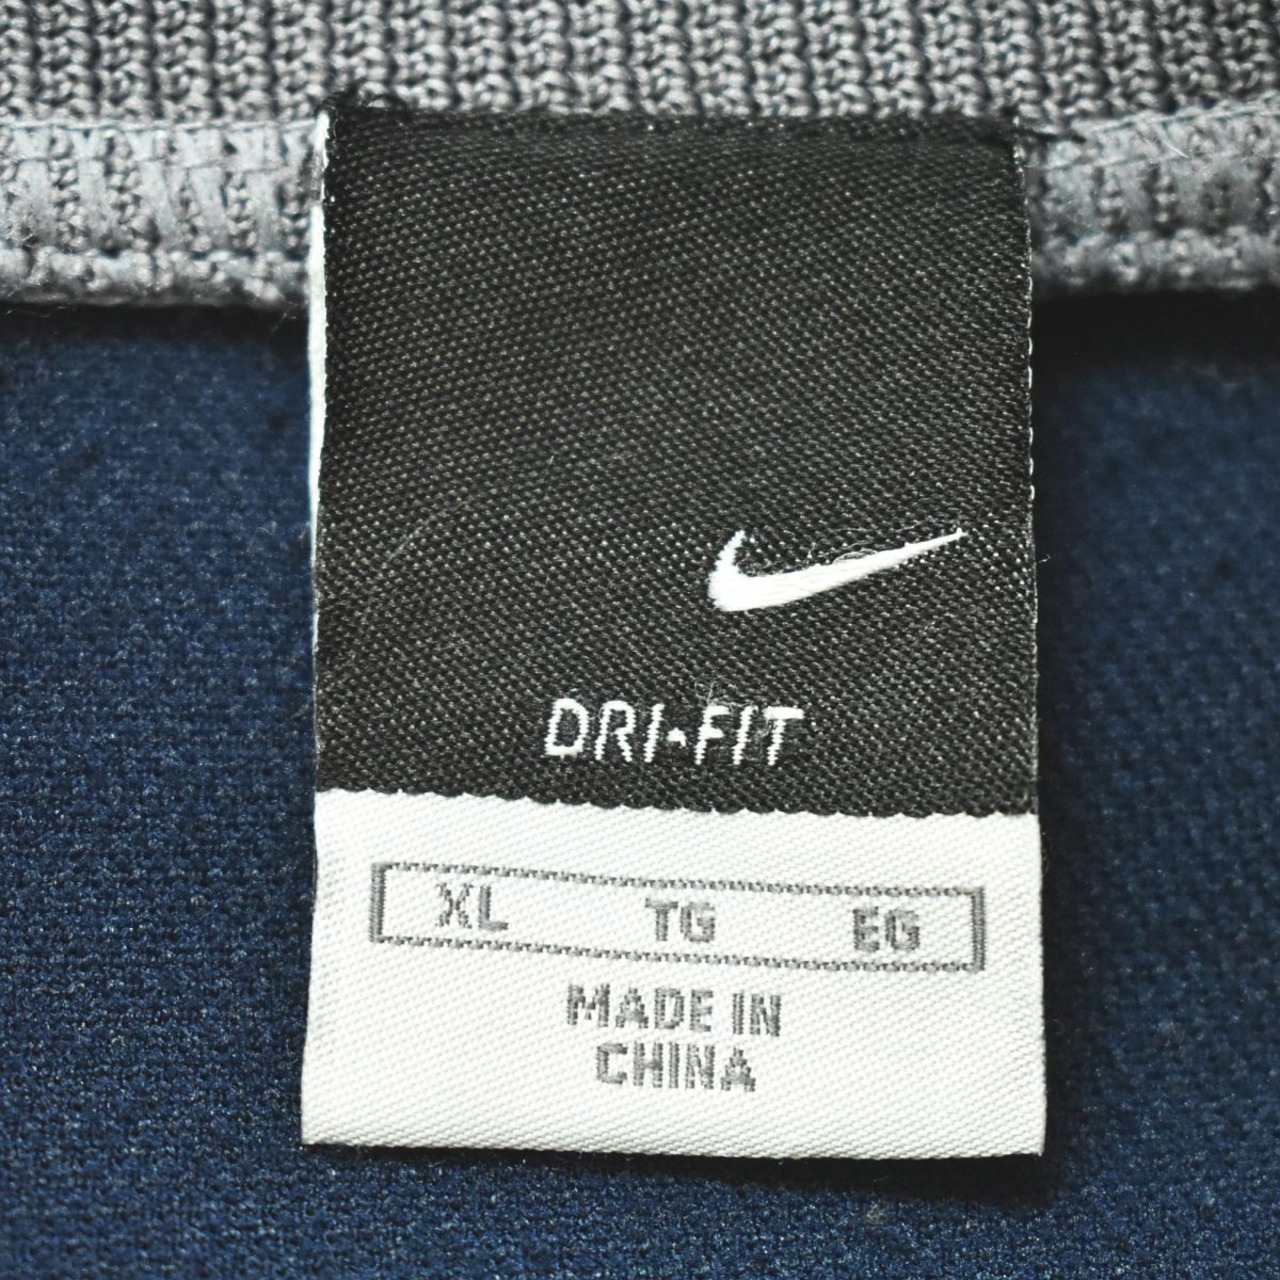 DRI-FIT
XL TG EG
MADE IN
CHINA